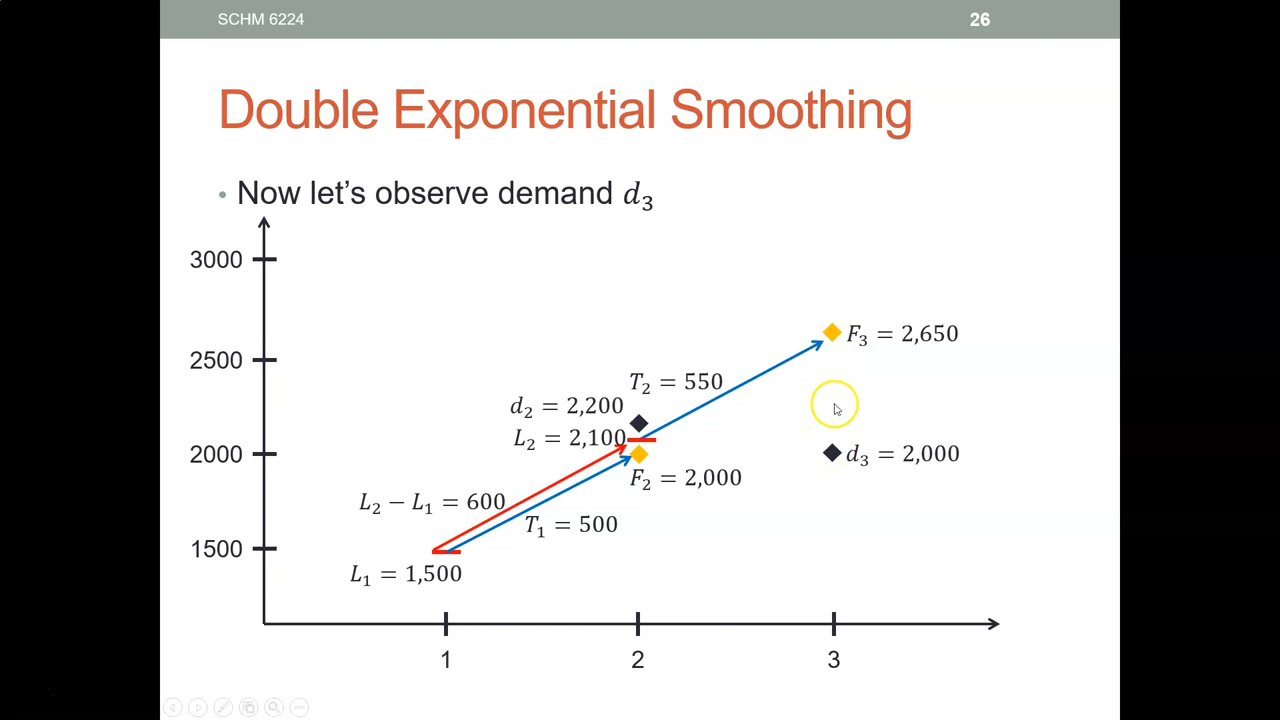 SCHM 6224
26
Double Exponential Smoothing
• Now let's observe demand d₃
3000
2500
2000
1500
F₃ = 2,650
T₂ = 550
d₂ = 2,200
L₂ = 2,100
d₃ = 2,000
F₂ = 2,000
L₂ − L₁ = 600
T₁ = 500
L₁ = 1,500
1
2
3